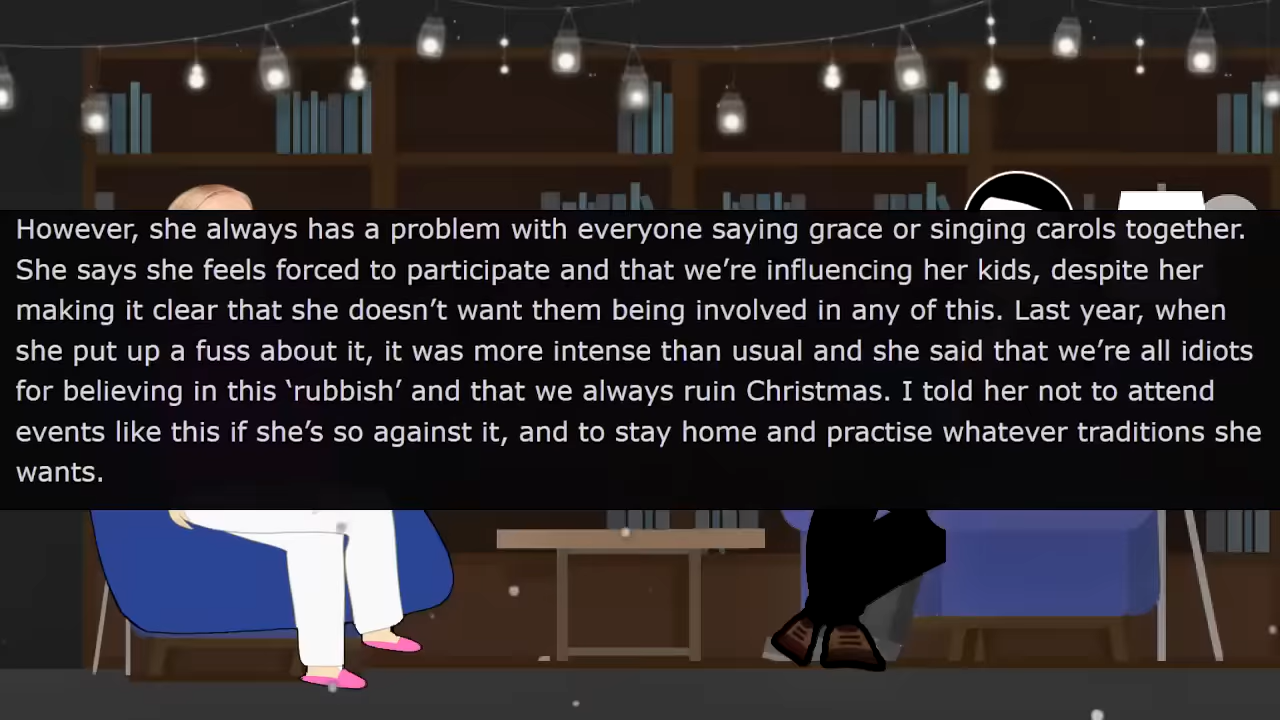 However, she always has a problem with everyone saying grace or singing carols together.
She says she feels forced to participate and that we’re influencing her kids, despite her
making it clear that she doesn’t want them being involved in any of this. Last year, when
she put up a fuss about it, it was more intense than usual and she said that we’re all idiots
for believing in this ‘rubbish’ and that we always ruin Christmas. I told her not to attend
events like this if she’s so against it, and to stay home and practise whatever traditions she
wants.